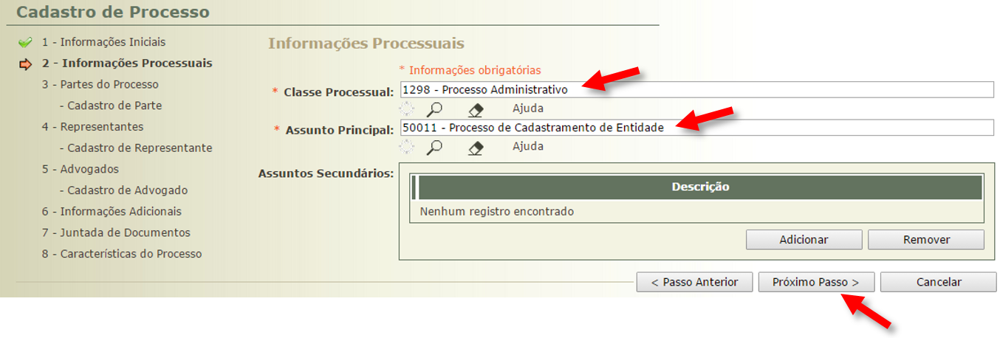 Cadastro de Processo
1 - Informações Iniciais
2 - Informações Processuais
3 - Partes do Processo
- Cadastro de Parte
4 - Representantes
- Cadastro de Representante
5 - Advogados
- Cadastro de Advogado
6 - Informações Adicionais
7 - Juntada de Documentos
8 - Características do Processo
Informações Processuais
* Informações obrigatórias
* Classe Processual: 1298 - Processo Administrativo
Ajuda
* Assunto Principal: 50011 - Processo de Cadastramento de Entidade
Ajuda
Assuntos Secundários:
Descrição
Nenhum registro encontrado
Adicionar Remover
< Passo Anterior Próximo Passo > Cancelar